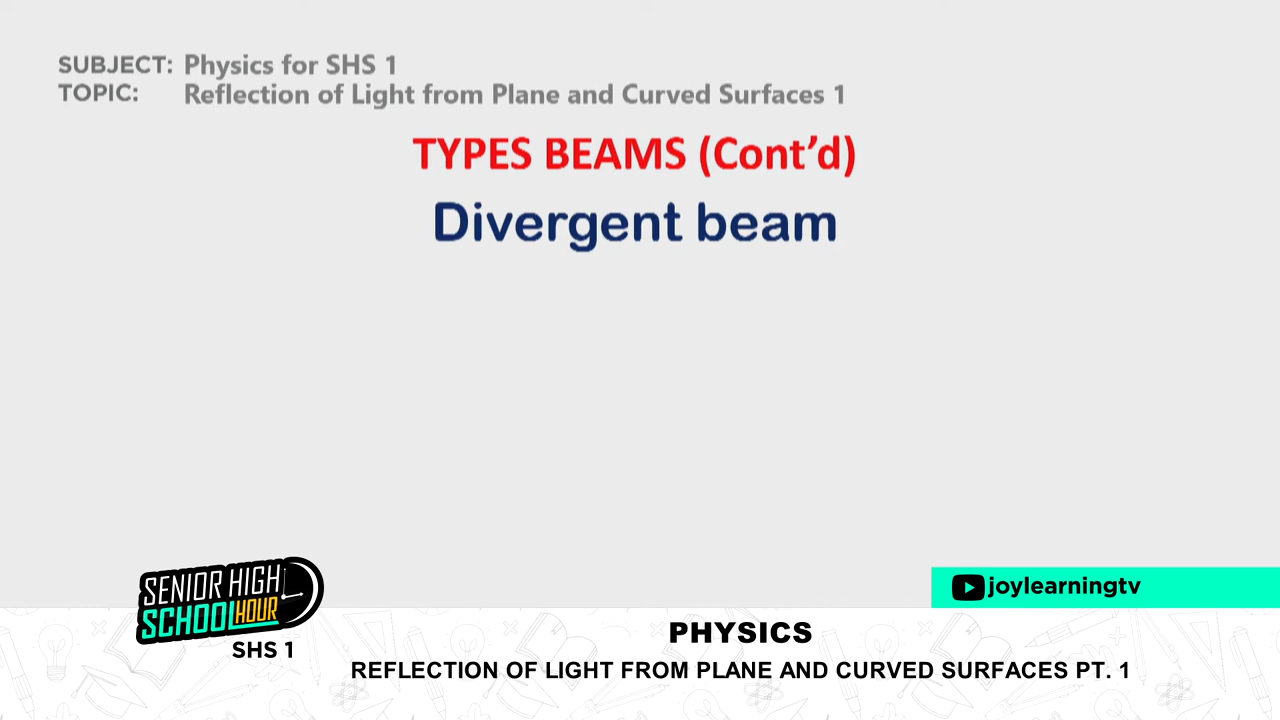 SUBJECT: Physics for SHS 1
TOPIC: Reflection of Light from Plane and Curved Surfaces 1
TYPES BEAMS (Cont’d)
Divergent beam
SENIOR HIGH
SCHOOL HOUR
SHS 1
joylearningtv
PHYSICS
REFLECTION OF LIGHT FROM PLANE AND CURVED SURFACES PT. 1